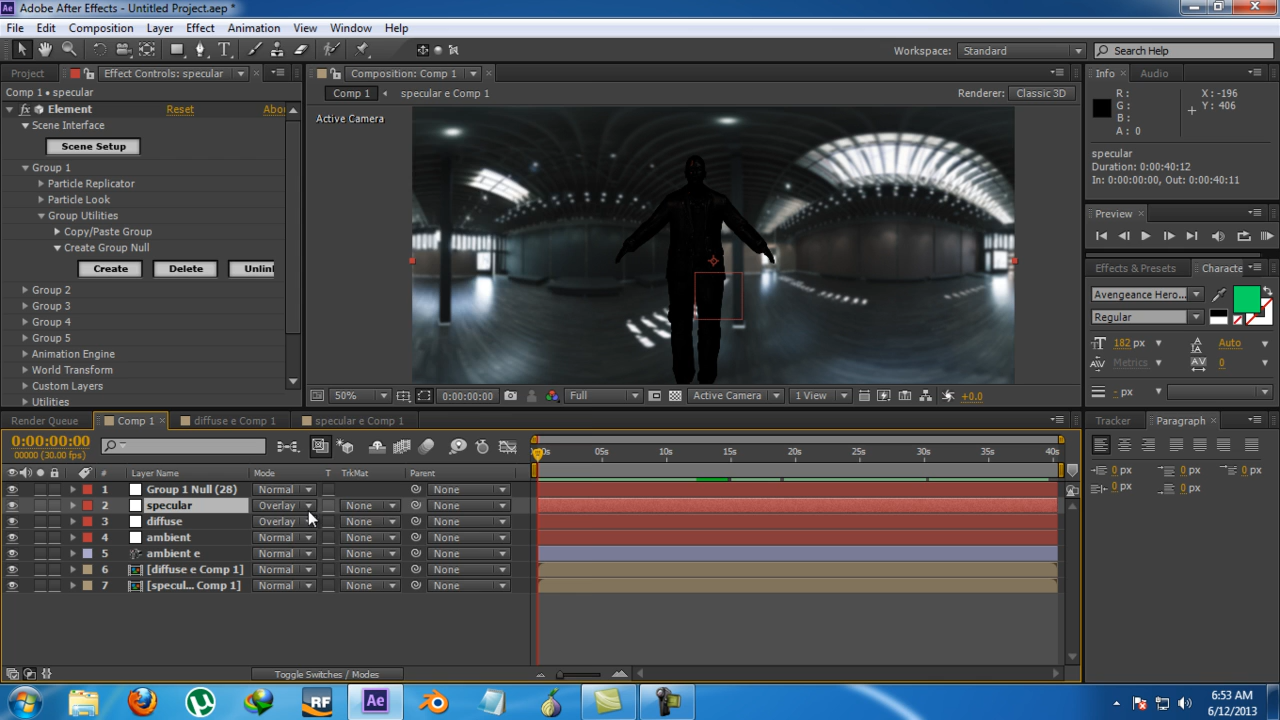 Ae Adobe After Effects - Untitled Project.aep *
File Edit Composition Layer Effect Animation View Window Help
Workspace: Standard Search Help
Project Effect Controls: specular Composition: Comp 1 Info Audio
Comp 1 • specular
Comp 1 specular e Comp 1 Renderer: Classic 3D
fx Element Reset Abou
Scene Interface
Scene Setup
Group 1
Particle Replicator
Particle Look
Group Utilities
Copy/Paste Group
Create Group Null
Create Delete Unlin
Group 2
Group 3
Group 4
Group 5
Animation Engine
World Transform
Custom Layers
Utilities
Active Camera
50% 0:00:00:00 Full Active Camera 1 View +0.0
R : X : -196
G : Y : 406
B :
A : 0
specular
Duration: 0:00:40:12
In: 0:00:00:00, Out: 0:00:40:11
Preview
Effects & Presets Characte
Avengeance Hero...
Regular
182 px Auto
Metrics 0
- px
Render Queue Comp 1 diffuse e Comp 1 specular e Comp 1
Tracker Paragraph
0 px 0 px 0 px
0 px 0 px
0:00:00:00
00000 (30.00 fps)
00s 05s 10s 15s 20s 25s 30s 35s 40s
# Layer Name Mode T TrkMat Parent
1 Group 1 Null (28) Normal None
2 specular Overlay None None
3 diffuse Overlay None None
4 ambient Normal None None
5 ambient e Normal None None
6 [diffuse e Comp 1] Normal None None
7 [specul... Comp 1] Normal None None
Toggle Switches / Modes
RF Ae
6:53 AM
6/12/2013